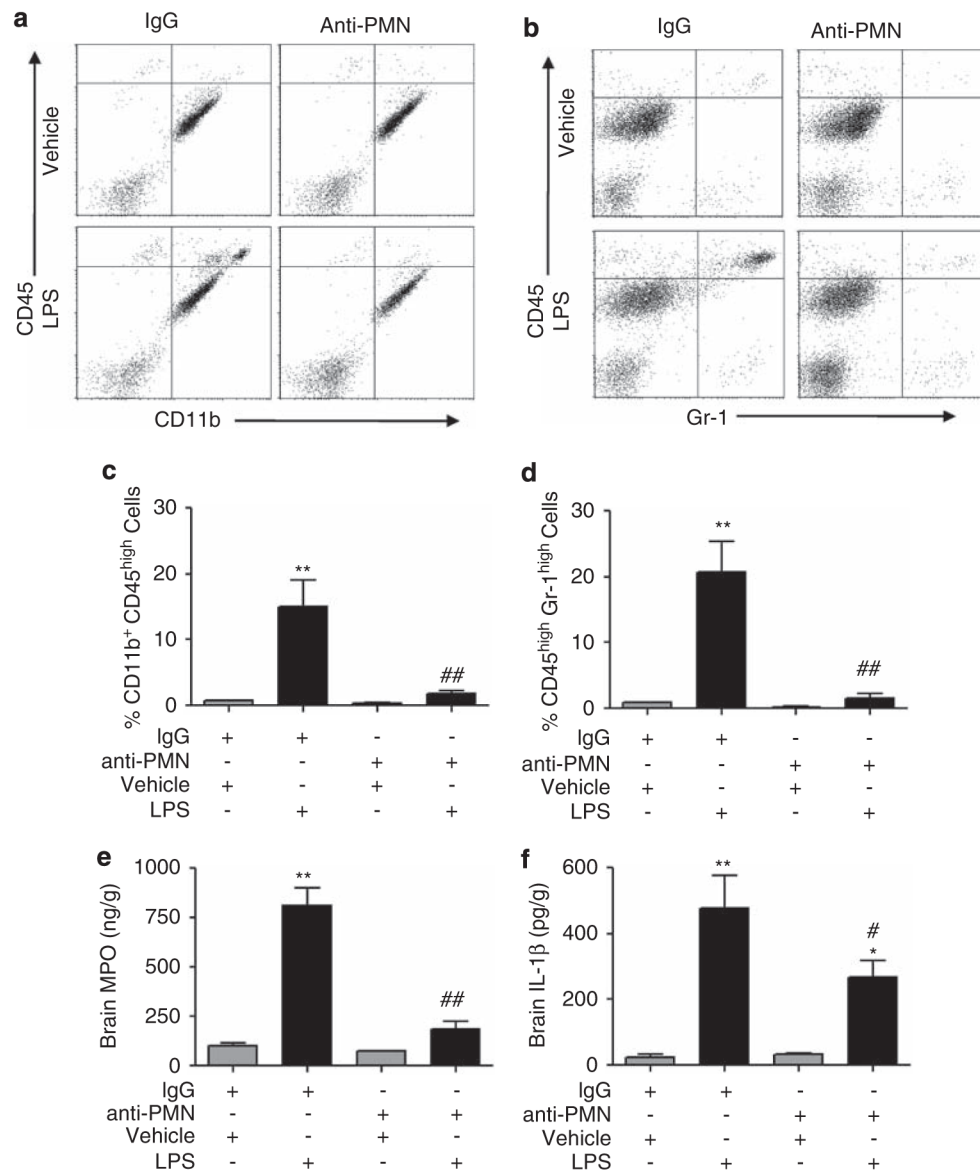 a
IgG
Anti-PMN
Vehicle
LPS
CD45
CD11b
b
IgG
Anti-PMN
Vehicle
LPS
CD45
Gr-1
c
% CD11b+ CD45high Cells
30
20
10
0
**
##
IgG + + - -
anti-PMN - - + +
Vehicle + - + -
LPS - + - +
d
% CD45high Gr-1high Cells
30
20
10
0
**
##
IgG + + - -
anti-PMN - - + +
Vehicle + - + -
LPS - + - +
e
Brain MPO (ng/g)
1000
750
500
250
0
**
##
IgG + + - -
anti-PMN - - + +
Vehicle + - + -
LPS - + - +
f
Brain IL-1β (pg/g)
600
400
200
0
**
#
*
IgG + + - -
anti-PMN - - + +
Vehicle + - + -
LPS - + - +